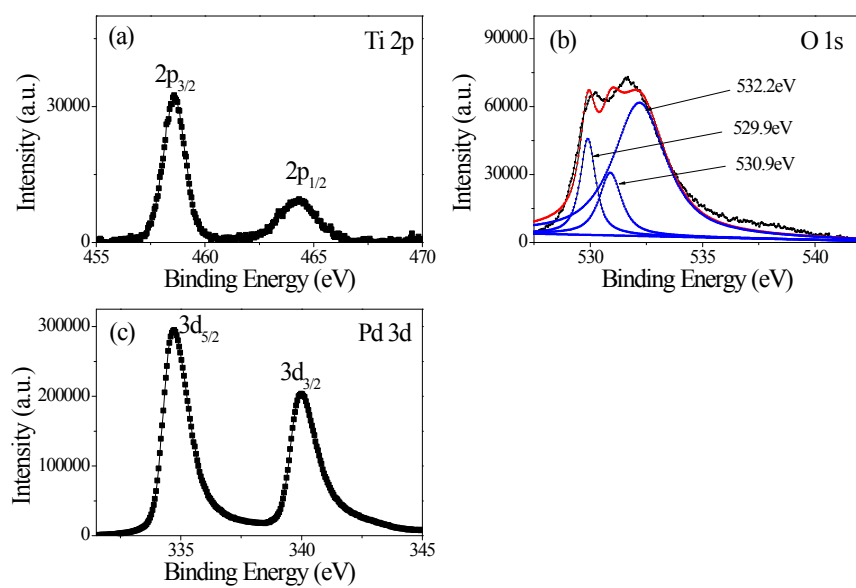 (a)
Ti 2p
2p3/2
2p1/2
30000
0
Intensity (a.u.)
455
460
465
470
Binding Energy (eV)
(b)
O 1s
532.2eV
529.9eV
530.9eV
90000
60000
30000
0
Intensity (a.u.)
530
535
540
Binding Energy (eV)
(c)
Pd 3d
3d5/2
3d3/2
300000
200000
100000
0
Intensity (a.u.)
335
340
345
Binding Energy (eV)